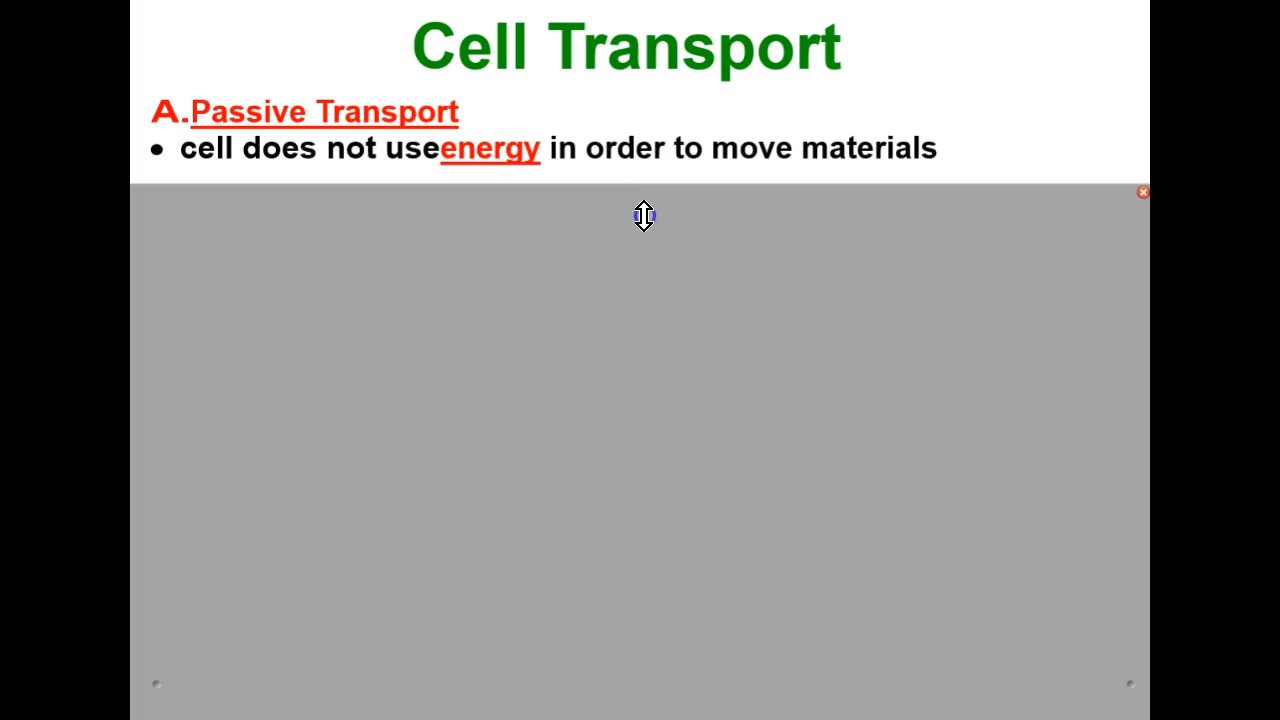 Cell Transport
A.Passive Transport
• cell does not useenergy in order to move materials